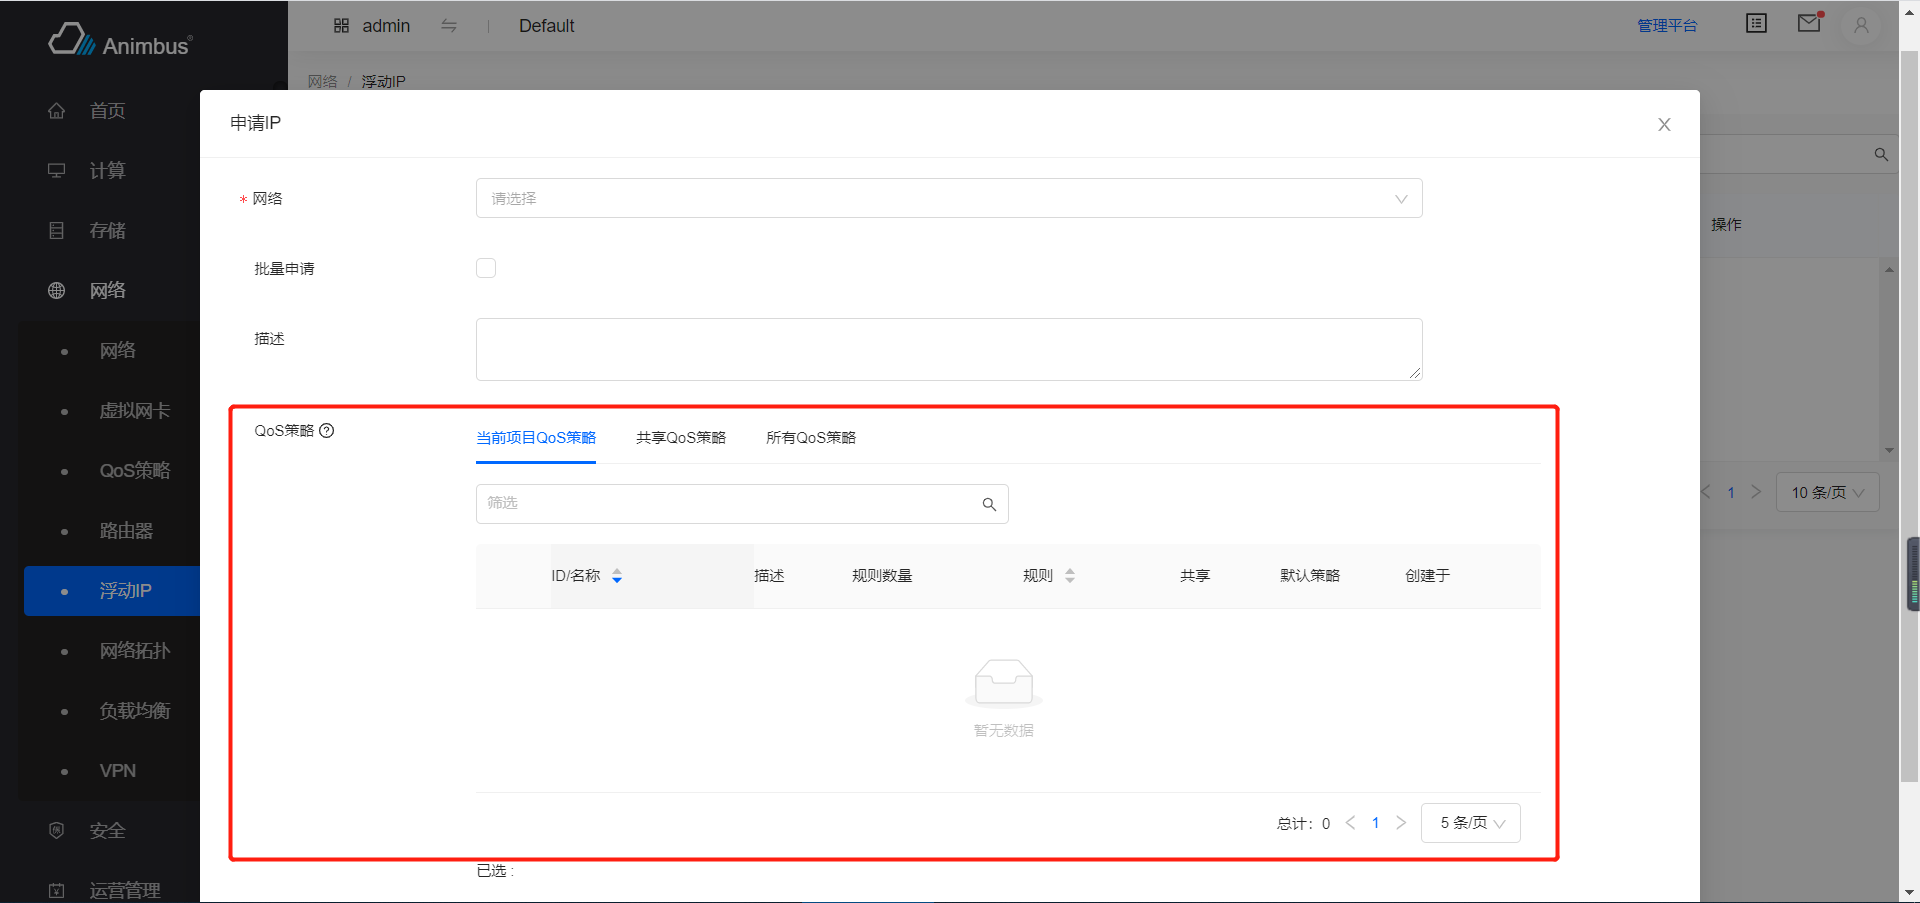 Animbus®
admin
Default
管理平台
首页
计算
存储
网络
网络
虚拟网卡
QoS策略
路由器
浮动IP
网络拓扑
负载均衡
VPN
安全
运营管理
网络 / 浮动IP
申请IP
X
* 网络
请选择
批量申请
描述
QoS策略
当前项目QoS策略 共享QoS策略 所有QoS策略
筛选
ID/名称 描述 规则数量 规则 共享 默认策略 创建于
暂无数据
总计: 0 < 1 > 5 条/页
已选 :
操作
< 1 > 10 条/页